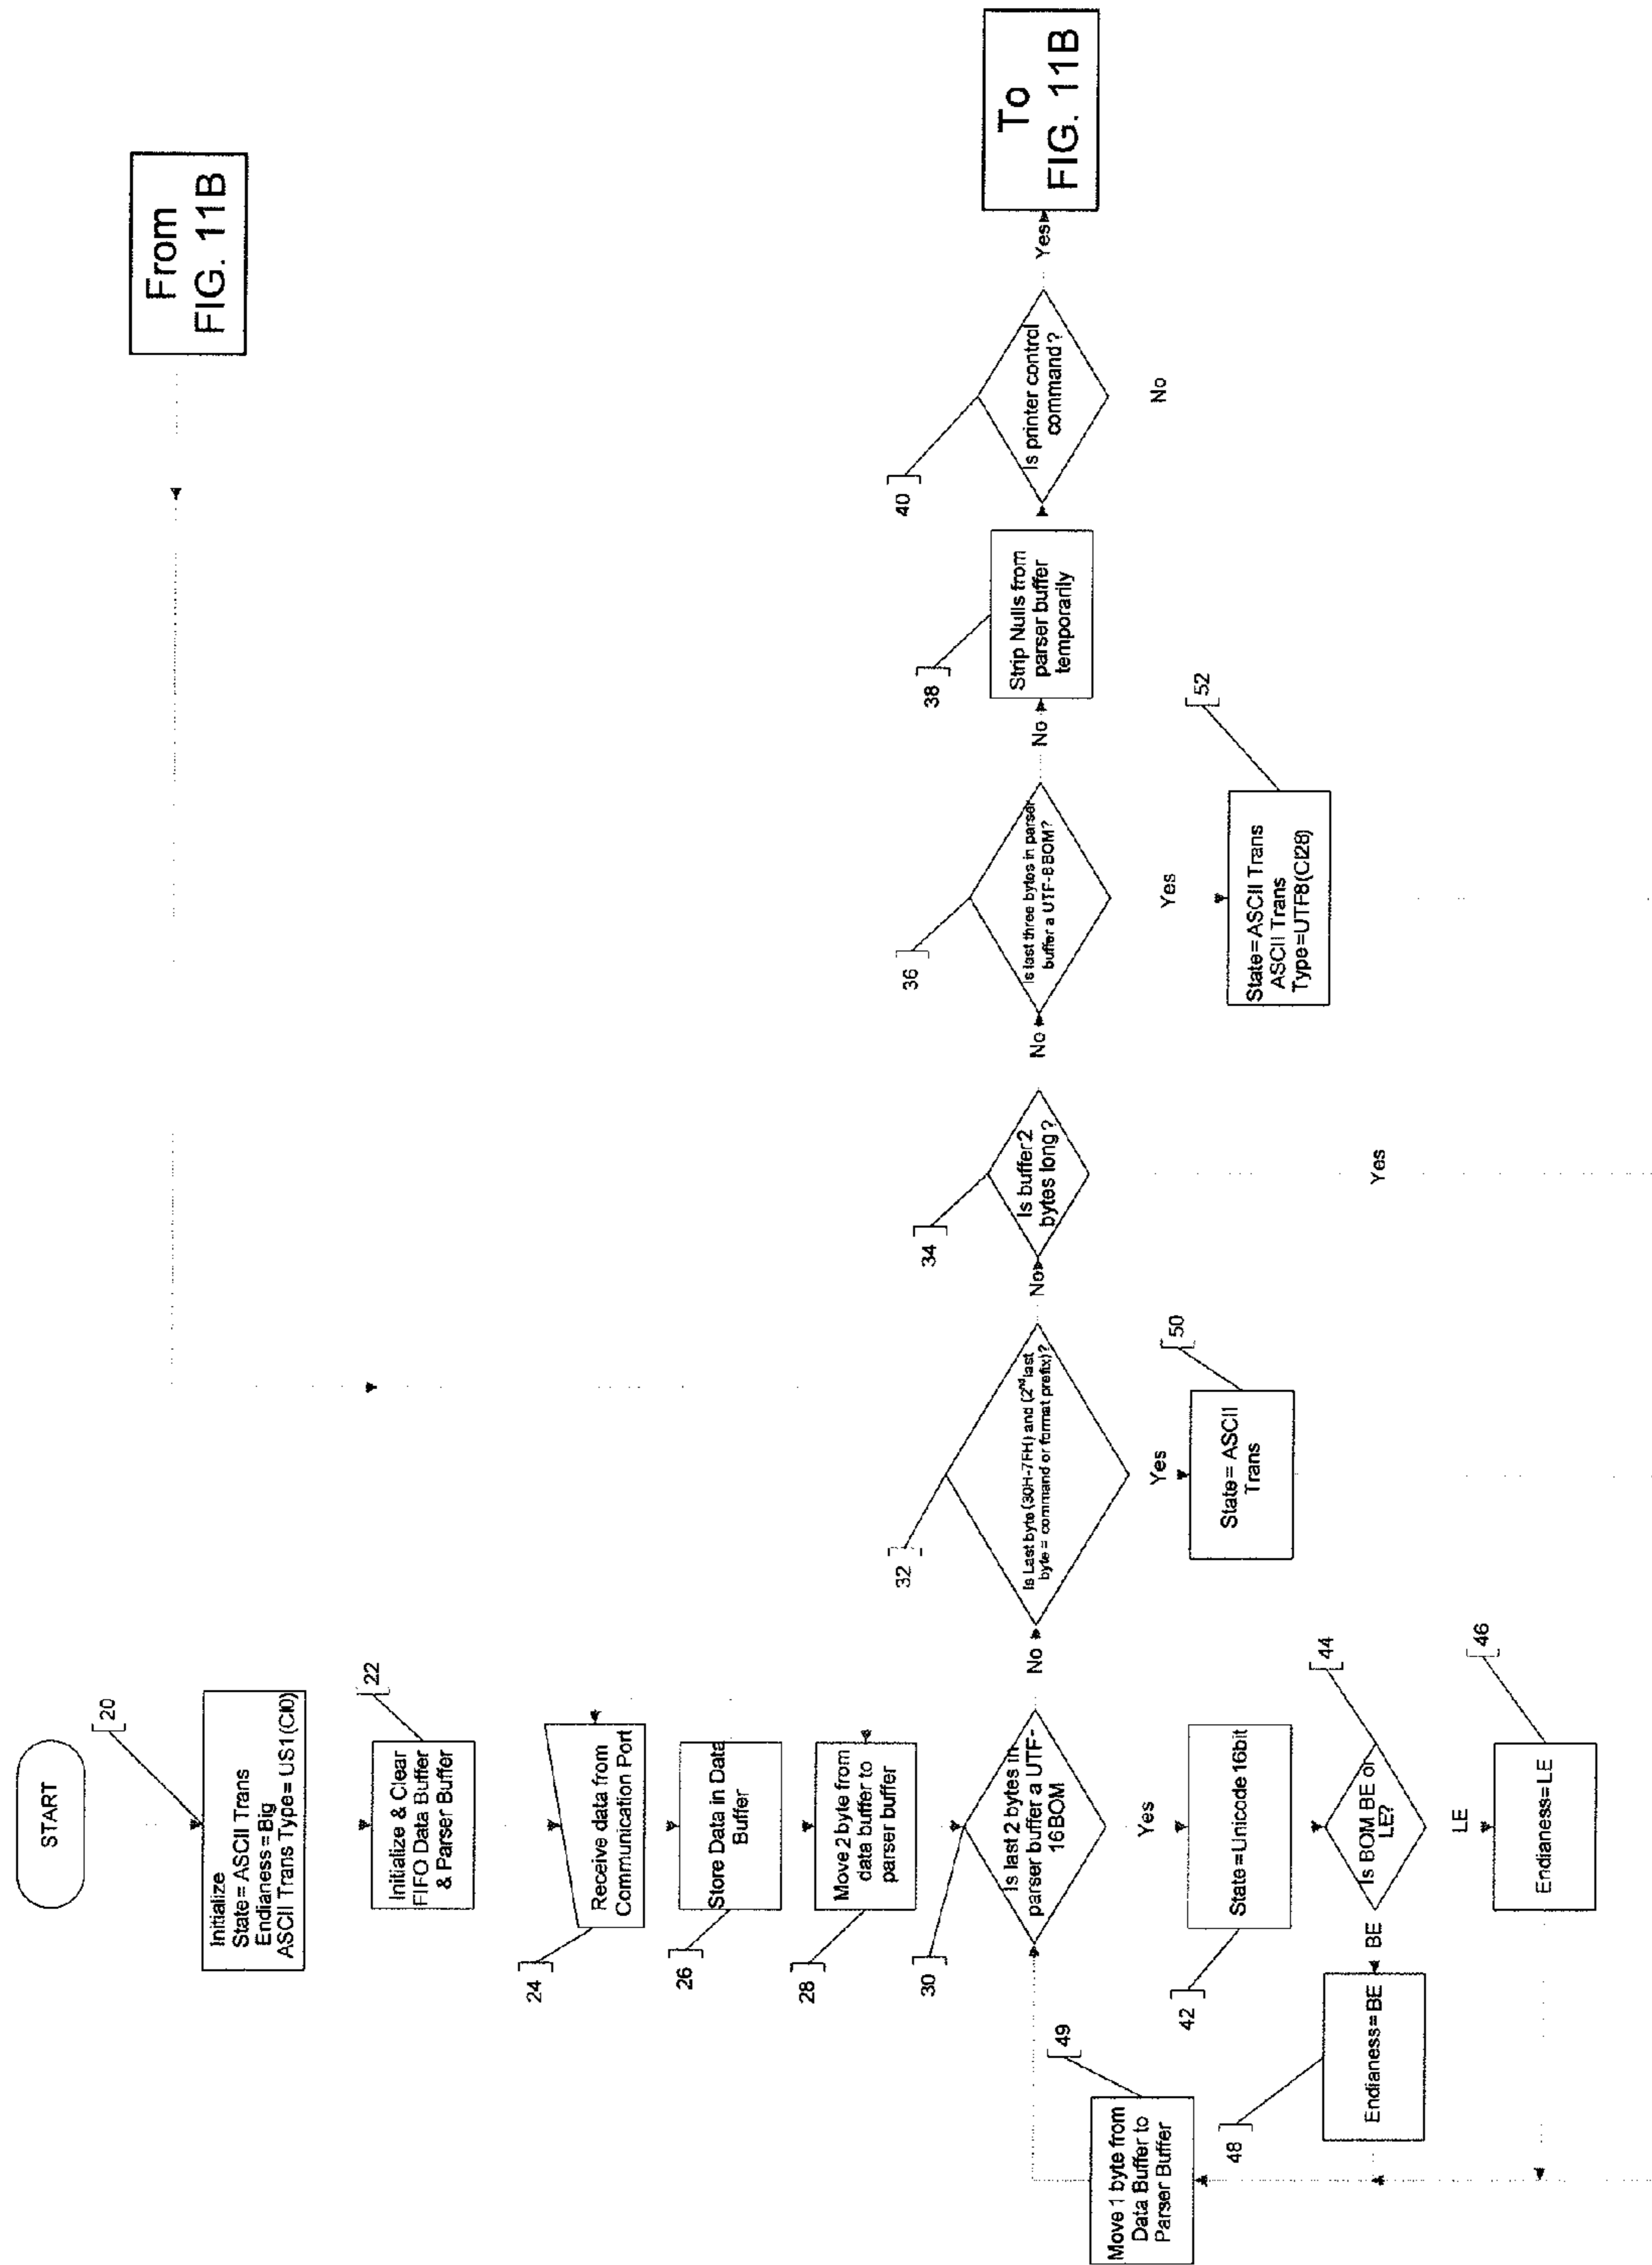 START
20
Initialize
State= ASCII Trans
Endianess = Big
ASCII Trans Type= US1(CI0)
22
Initialize & Clear
FIFO Data Buffer
& Parser Buffer
24
Receive data from
Communication Port
26
Store Data in Data
Buffer
28
Move 2 byte from
data buffer to
parser buffer
30
Is last 2 bytes in
parser buffer a UTF-
16BOM
No
Yes
42
State=Unicode16bit
44
Is BOM BE or
LE?
BE
LE
46
Endianess=LE
48
Endianess=BE
49
Move 1 byte from
Data Buffer to
Parser Buffer
32
Is Last byte (30H-7FH) and (2nd last
byte = command or format prefix)?
No
Yes
50
State= ASCII
Trans
34
Is buffer 2
bytes long?
No
Yes
36
Is last three bytes in parser
buffer a UTF-8 BOM?
No
Yes
52
State= ASCII Trans
ASCII Trans
Type=UTF8(CI28)
38
Strip Nulls from
parser buffer
temporarily
40
Is printer control
command?
Yes
No
To
FIG. 11B
From
FIG. 11B